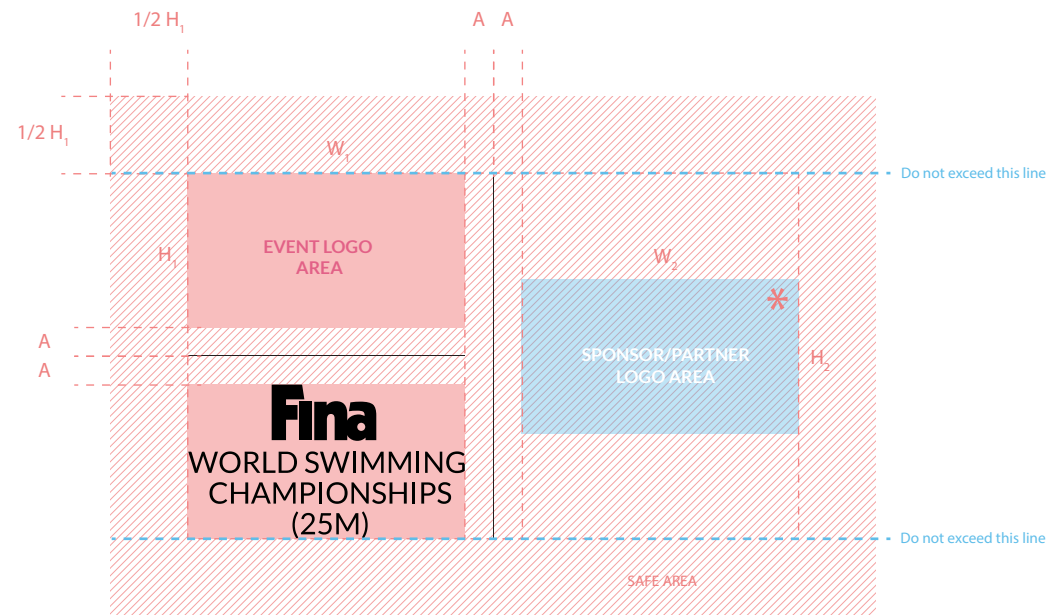 1/2 H1
A A
1/2 H1
W1
Do not exceed this line
H1
EVENT LOGO
AREA
W2
*
A
A
SPONSOR/PARTNER
LOGO AREA
H2
Fina
WORLD SWIMMING
CHAMPIONSHIPS
(25M)
Do not exceed this line
SAFE AREA